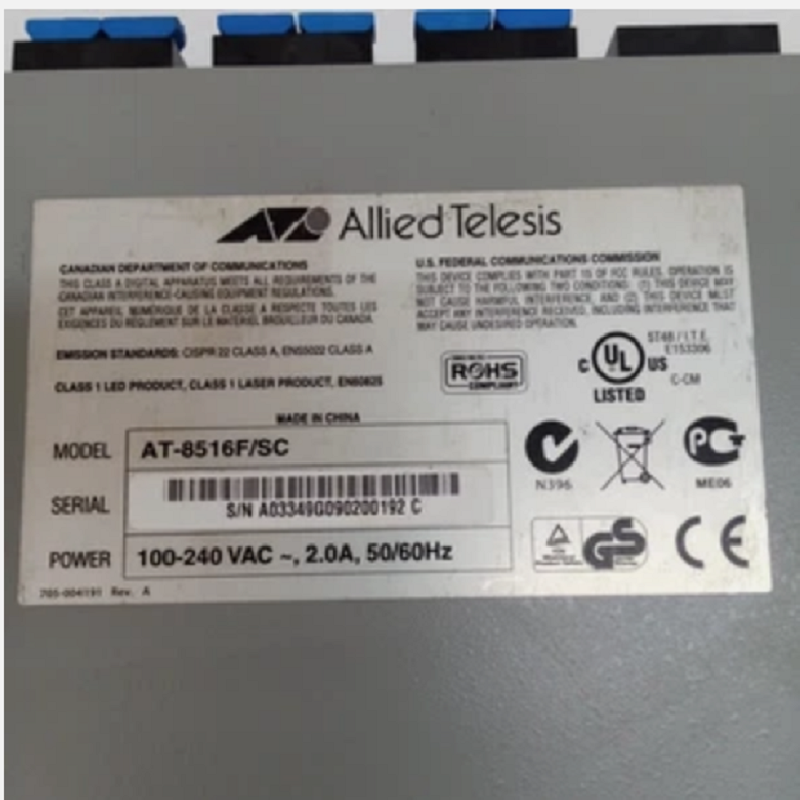 Allied Telesis
CANADIAN DEPARTMENT OF COMMUNICATIONS
THIS CLASS A DIGITAL APPARATUS MEETS ALL REQUIREMENTS OF THE
CANADIAN INTERFERENCE-CAUSING EQUIPMENT REGULATIONS.
CET APPAREIL NUMERIQUE DE LA CLASSE A RESPECTE TOUTES LES
EXIGENCES DU REGLEMENT SUR LE MATERIEL BROUILLEUR DU CANADA.
EMISSION STANDARDS: CISPR 22 CLASS A, EN55022 CLASS A
CLASS 1 LED PRODUCT, CLASS 1 LASER PRODUCT, EN60825
U.S. FEDERAL COMMUNICATIONS COMMISSION
THIS DEVICE COMPLIES WITH PART 15 OF FCC RULES. OPERATION IS
SUBJECT TO THE FOLLOWING TWO CONDITIONS: (1) THIS DEVICE MAY
NOT CAUSE HARMFUL INTERFERENCE, AND (2) THIS DEVICE MUST
ACCEPT ANY INTERFERENCE RECEIVED, INCLUDING INTERFERENCE THAT
MAY CAUSE UNDESIRED OPERATION.
RoHS
COMPLIANT
C UL US
LISTED
I.T.E.
E153306
C-CM
MADE IN CHINA
MODEL AT-8516F/SC
SERIAL S/N A03349G090200192 C
POWER 100-240 VAC ~, 2.0A, 50/60Hz
N396
PC
ME06
GS
CE
Rev. A